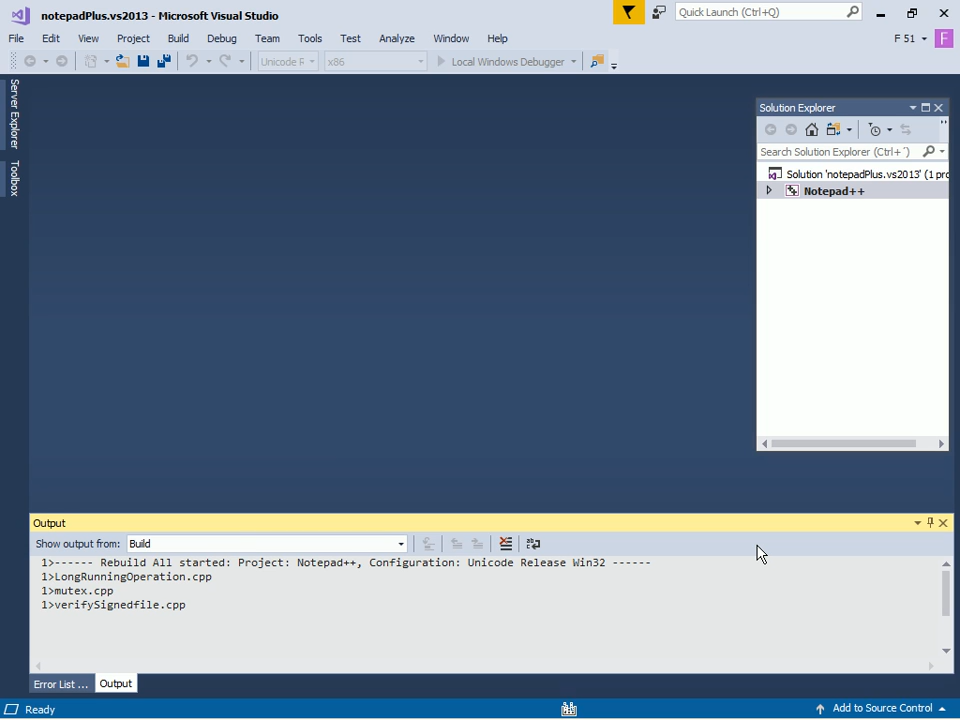 notepadPlus.vs2013 - Microsoft Visual Studio
Quick Launch (Ctrl+Q)
File Edit View Project Build Debug Team Tools Test Analyze Window Help
F 51
F
Unicode R
x86
Local Windows Debugger
Server Explorer
Toolbox
Solution Explorer
Search Solution Explorer (Ctrl+´)
Solution 'notepadPlus.vs2013' (1 pro
Notepad++
Output
Show output from: Build
1>------ Rebuild All started: Project: Notepad++, Configuration: Unicode Release Win32 ------
1>LongRunningOperation.cpp
1>mutex.cpp
1>verifySignedfile.cpp
Error List ...
Output
Ready
Add to Source Control